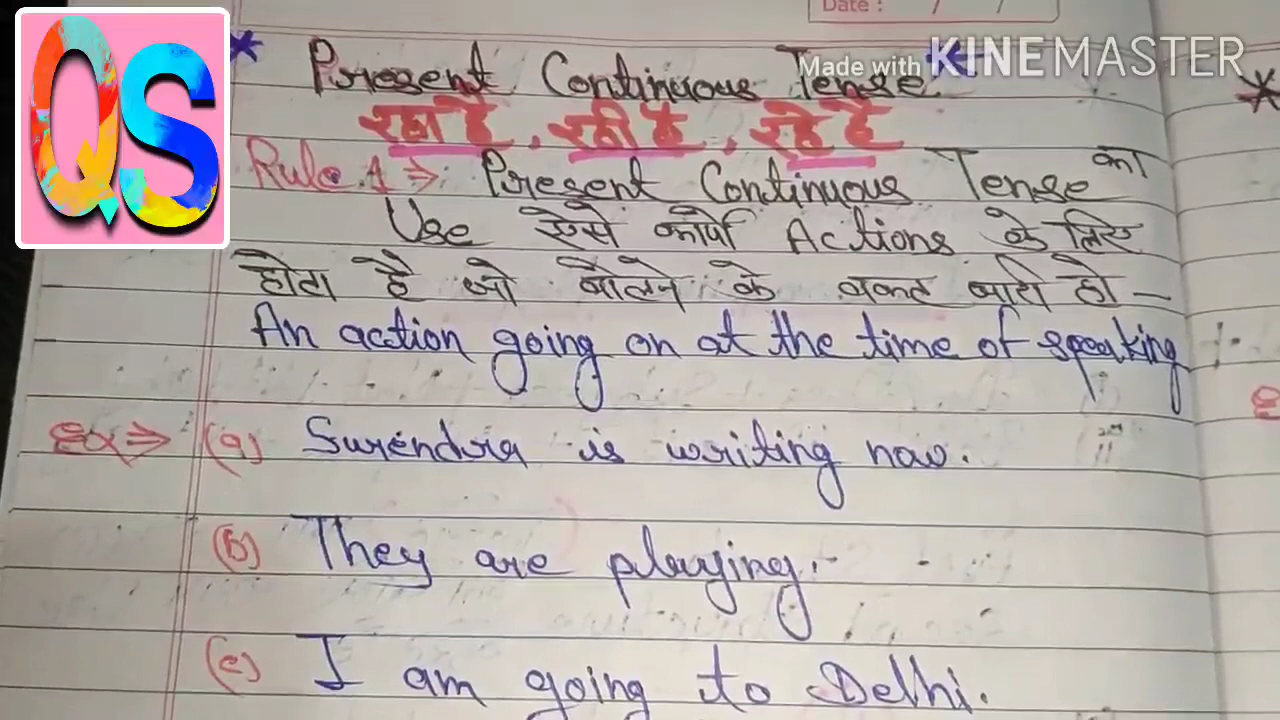 Date : / /
QS
Made with KINEMASTER
* Present Continuous Tense *
रहा है, रही है, रहे हैं
Rule 1 ⇒ Present Continuous Tense का
Use ऐसे कार्यो Actions के लिए
होता है जो बोलने के वक्त जारी हो —
An action going on at the time of speaking
Ex ⇒ (a) Surendra is writing now.
(b) They are playing.
(c) I am going to Delhi.